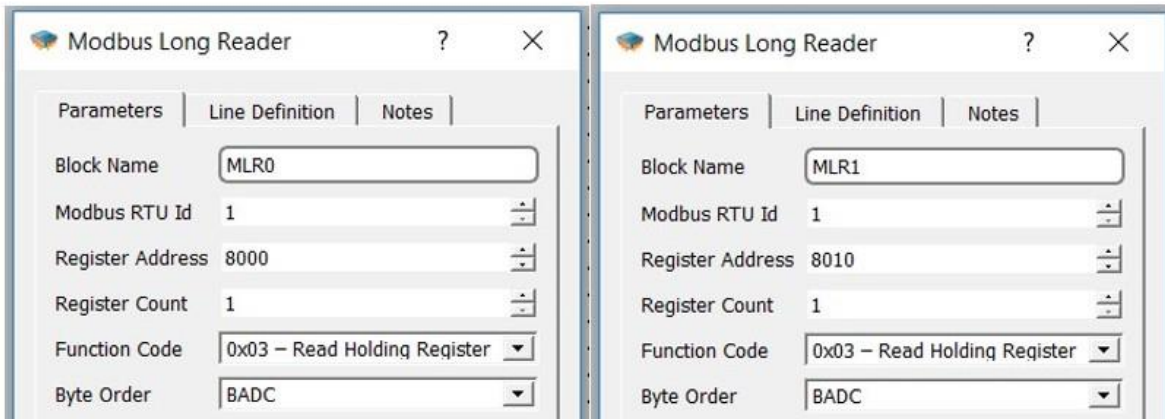 Modbus Long Reader ? ×
Parameters Line Definition Notes
Block Name MLR0
Modbus RTU Id 1
Register Address 8000
Register Count 1
Function Code 0x03 – Read Holding Register
Byte Order BADC
Modbus Long Reader ? ×
Parameters Line Definition Notes
Block Name MLR1
Modbus RTU Id 1
Register Address 8010
Register Count 1
Function Code 0x03 – Read Holding Register
Byte Order BADC